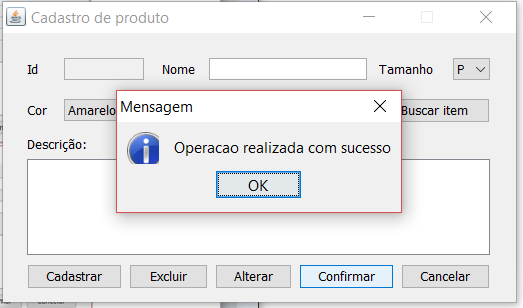 Cadastro de produto
Id Nome Tamanho P
Cor Amarelo Buscar item
Mensagem
Operacao realizada com sucesso
OK
Descrição:
Cadastrar Excluir Alterar Confirmar Cancelar